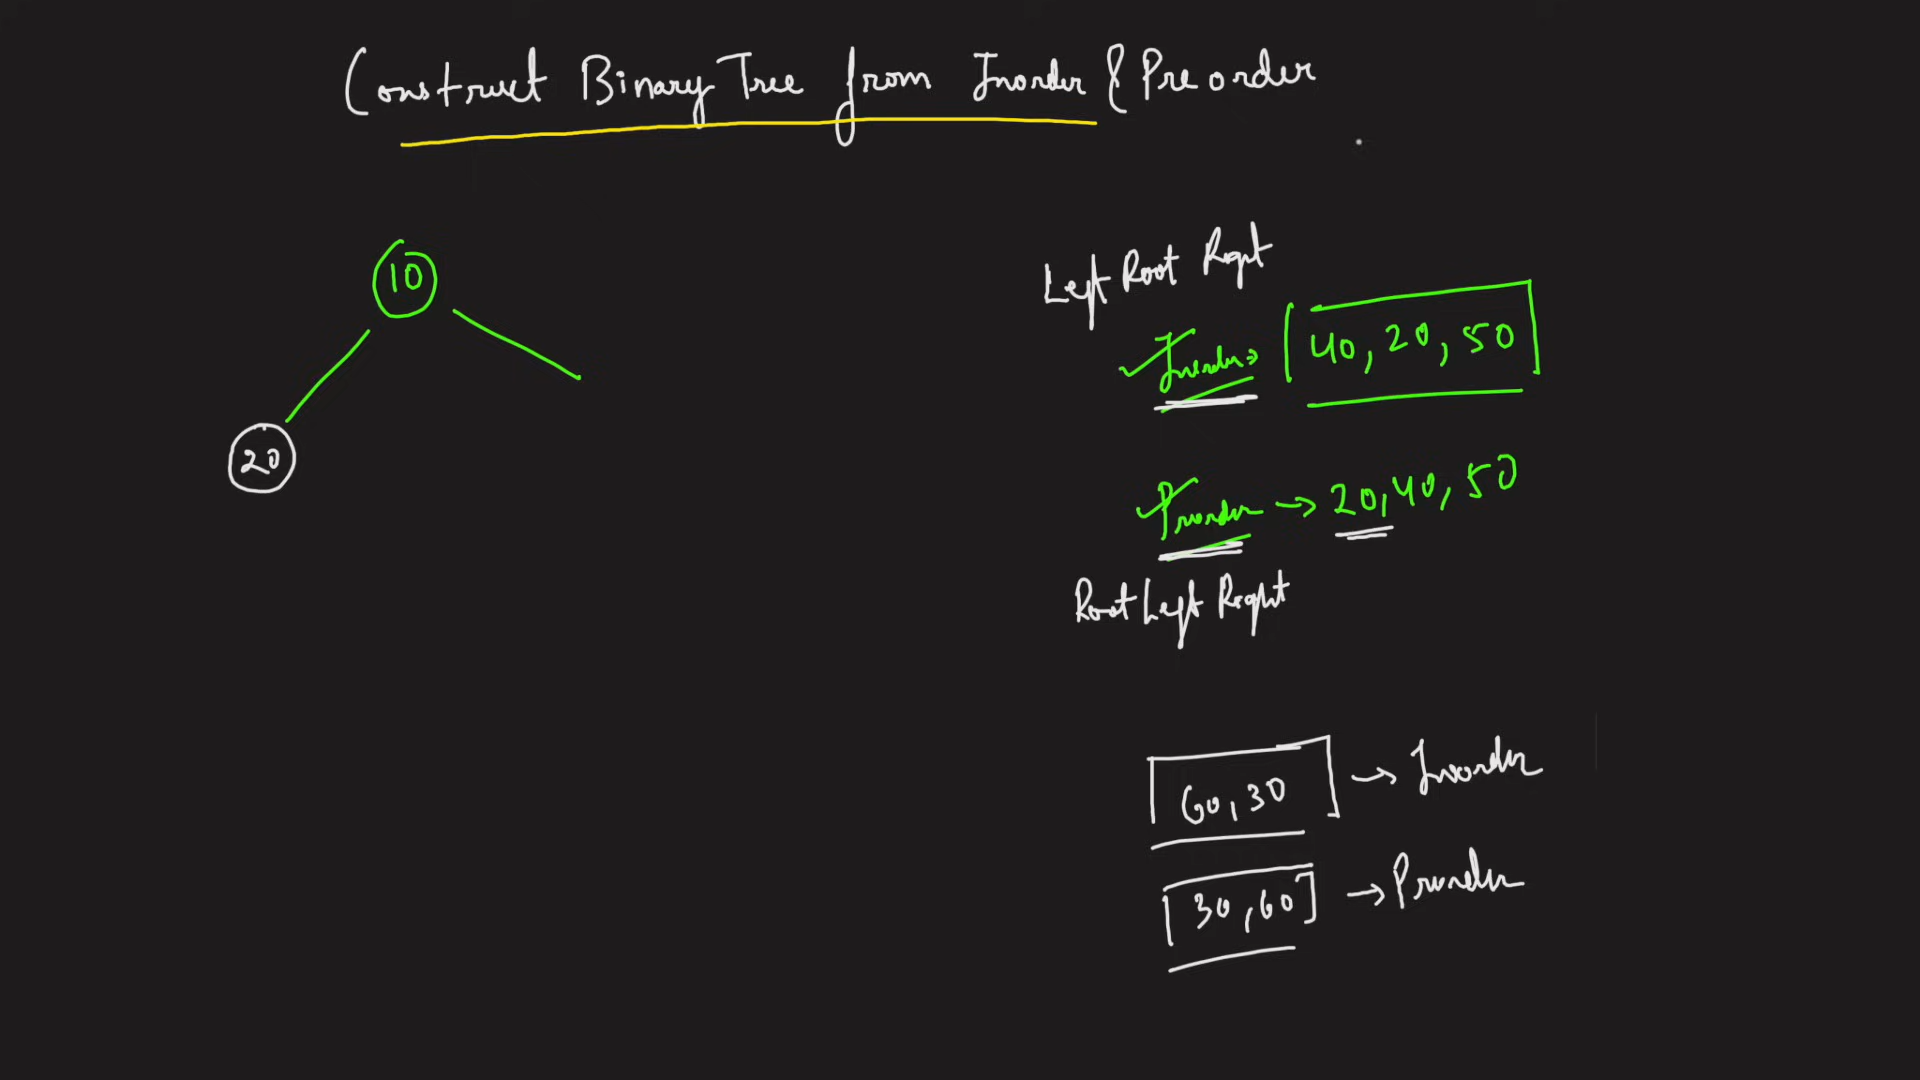 Construct Binary Tree from Inorder & Preorder
10
20
Left Root Right
Inorder → [40, 20, 50]
Preorder → 20, 40, 50
Root Left Right
[60, 30] → Inorder
[30, 60] → Preorder